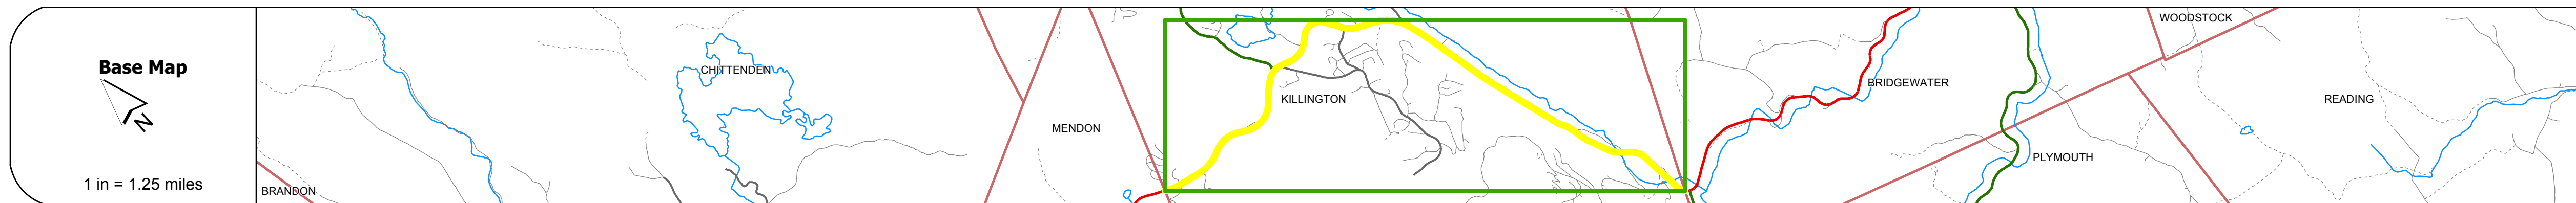 Base Map
N
1 in = 1.25 miles
BRANDON
CHITTENDEN
MENDON
KILLINGTON
BRIDGEWATER
PLYMOUTH
WOODSTOCK
READING